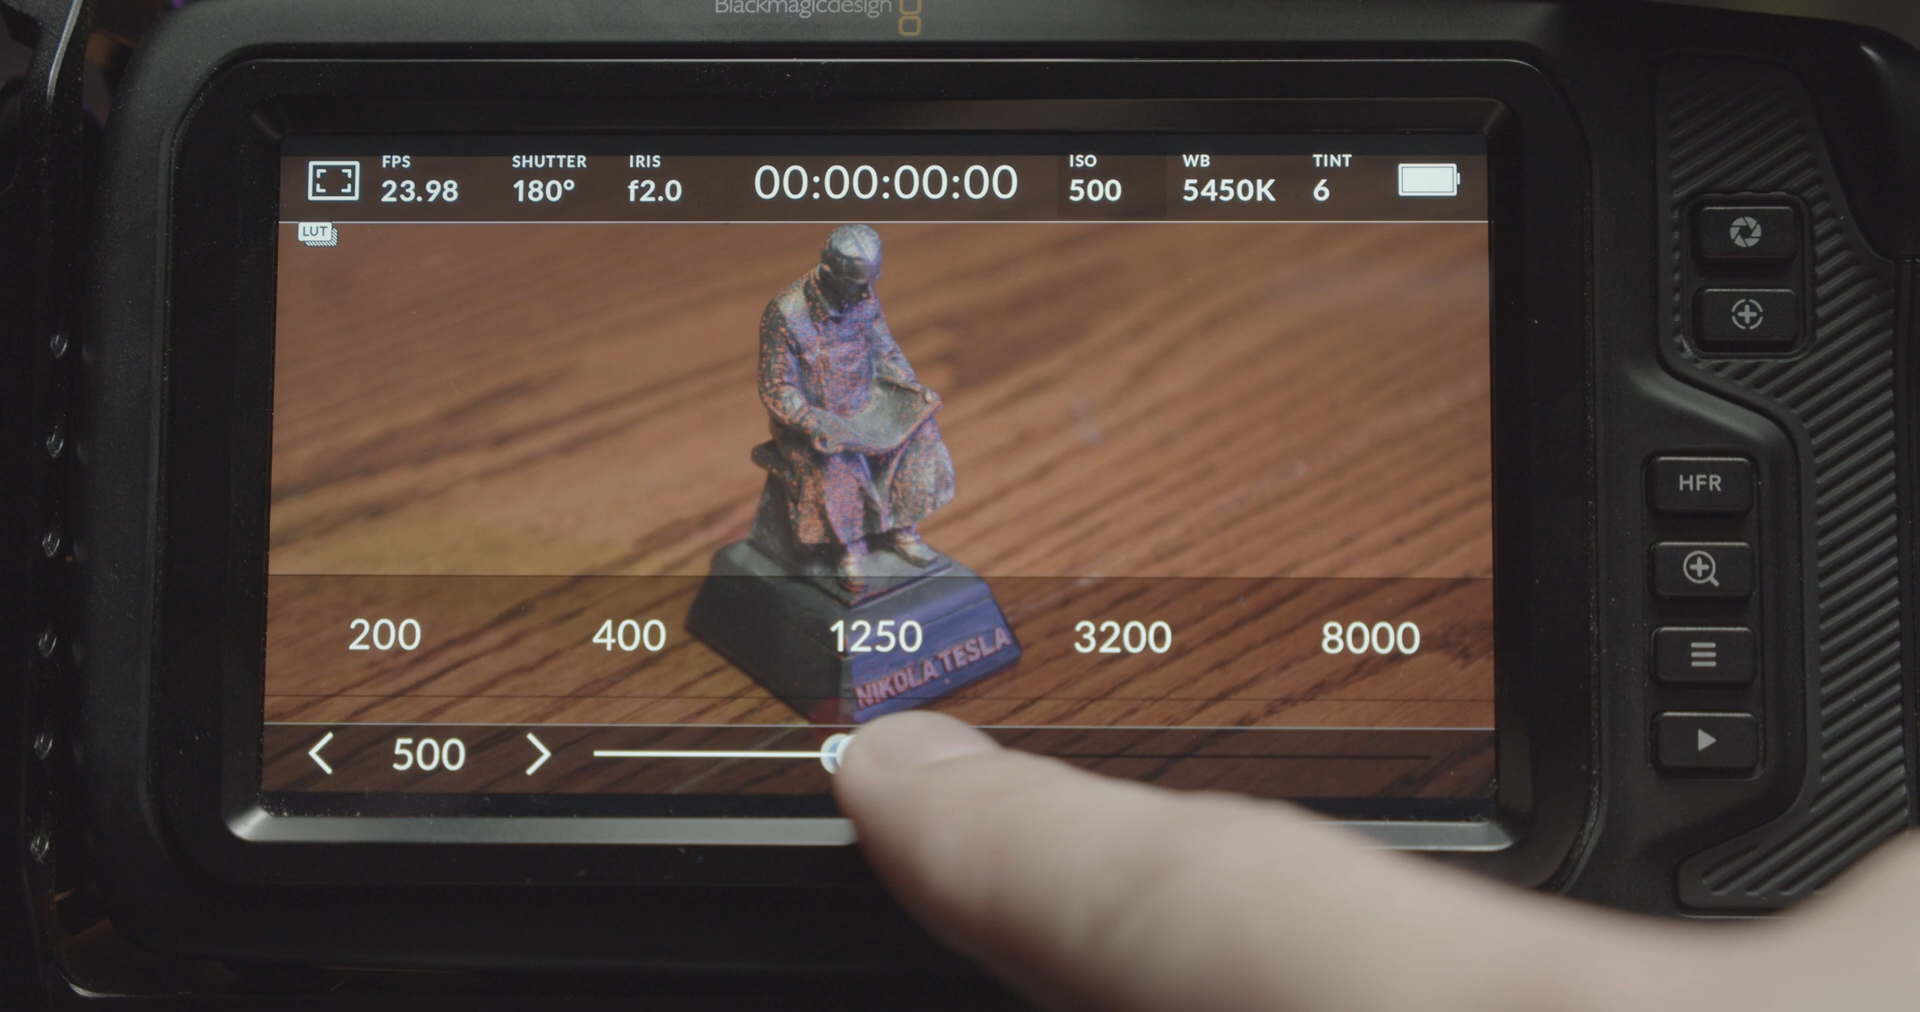 Blackmagicdesign
FPS SHUTTER IRIS ISO WB TINT
23.98 180° f2.0 00:00:00:00 500 5450K 6
LUT
HFR
200 400 1250 3200 8000
NIKOLA TESLA
500